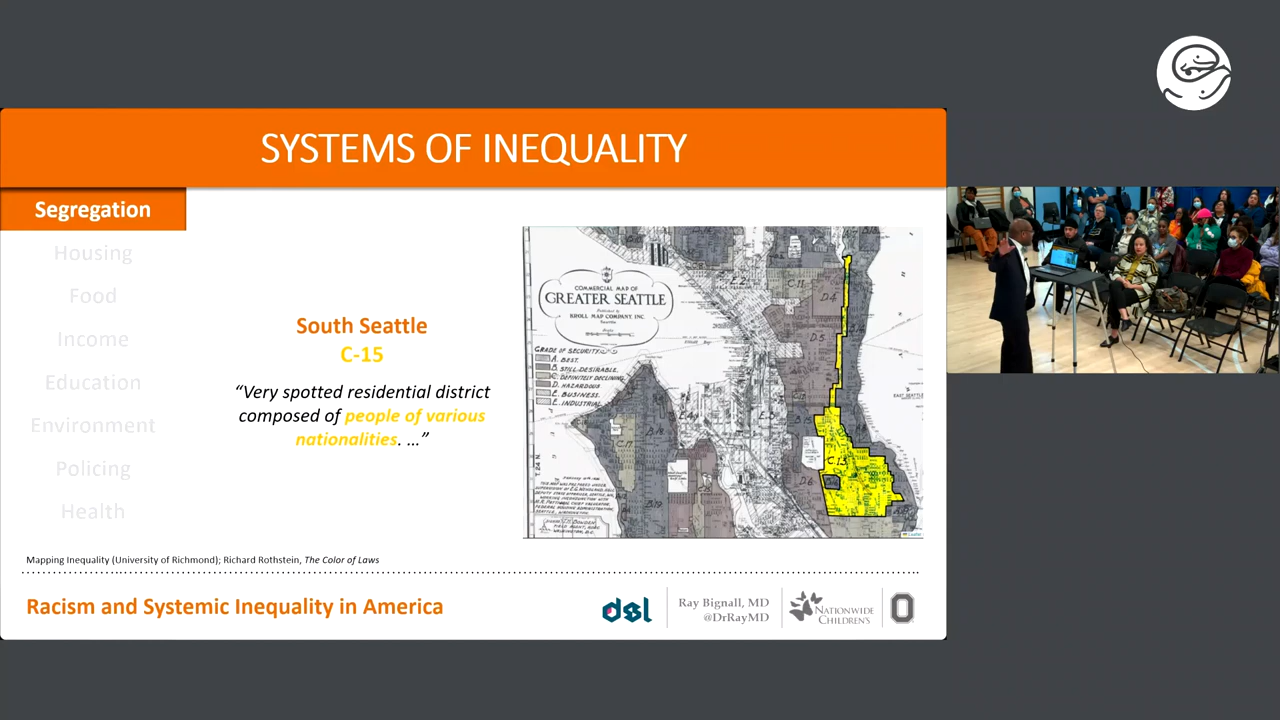 SYSTEMS OF INEQUALITY
Segregation
Housing
Food
Income
Education
Environment
Policing
Health
South Seattle
C-15
“Very spotted residential district
composed of people of various
nationalities. …”
COMMERCIAL MAP OF
GREATER SEATTLE
KROLL MAP COMPANY, INC
GRADE OF SECURITY
A. BEST.
B. STILL DESIRABLE.
C. DEFINITELY DECLINING.
D. HAZARDOUS
E. BUSINESS.
E. INDUSTRIAL.
D4
D.5
Mapping Inequality (University of Richmond); Richard Rothstein, The Color of Laws
Racism and Systemic Inequality in America
dsl
Ray Bignall, MD
@DrRayMD
NATIONWIDE
CHILDREN'S